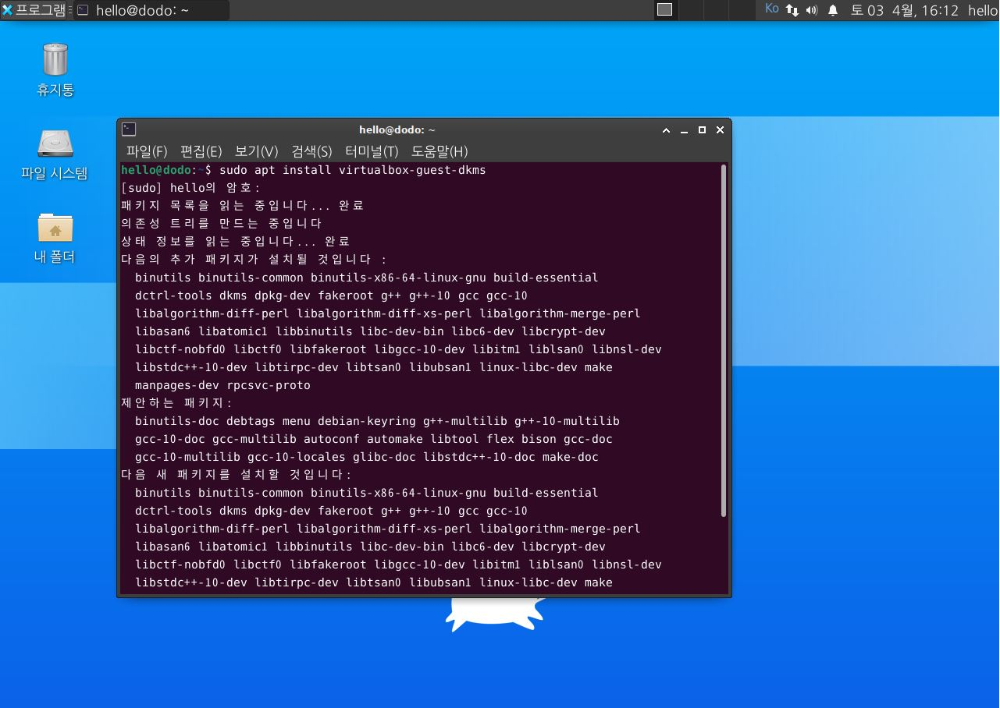 프로그램
hello@dodo: ~
Ko
토 03 4월, 16:12
hello
휴지통
파일 시스템
내 폴더
hello@dodo: ~
파일(F) 편집(E) 보기(V) 검색(S) 터미널(T) 도움말(H)
hello@dodo:~$ sudo apt install virtualbox-guest-dkms
[sudo] hello의 암호:
패키지 목록을 읽는 중입니다... 완료
의존성 트리를 만드는 중입니다
상태 정보를 읽는 중입니다... 완료
다음의 추가 패키지가 설치될 것입니다 :
binutils binutils-common binutils-x86-64-linux-gnu build-essential
dctrl-tools dkms dpkg-dev fakeroot g++ g++-10 gcc gcc-10
libalgorithm-diff-perl libalgorithm-diff-xs-perl libalgorithm-merge-perl
libasan6 libatomic1 libbinutils libc-dev-bin libc6-dev libcrypt-dev
libctf-nobfd0 libctf0 libfakeroot libgcc-10-dev libitm1 liblsan0 libnsl-dev
libstdc++-10-dev libtirpc-dev libtsan0 libubsan1 linux-libc-dev make
manpages-dev rpcsvc-proto
제안하는 패키지:
binutils-doc debtags menu debian-keyring g++-multilib g++-10-multilib
gcc-10-doc gcc-multilib autoconf automake libtool flex bison gcc-doc
gcc-10-multilib gcc-10-locales glibc-doc libstdc++-10-doc make-doc
다음 새 패키지를 설치할 것입니다:
binutils binutils-common binutils-x86-64-linux-gnu build-essential
dctrl-tools dkms dpkg-dev fakeroot g++ g++-10 gcc gcc-10
libalgorithm-diff-perl libalgorithm-diff-xs-perl libalgorithm-merge-perl
libasan6 libatomic1 libbinutils libc-dev-bin libc6-dev libcrypt-dev
libctf-nobfd0 libctf0 libfakeroot libgcc-10-dev libitm1 liblsan0 libnsl-dev
libstdc++-10-dev libtirpc-dev libtsan0 libubsan1 linux-libc-dev make